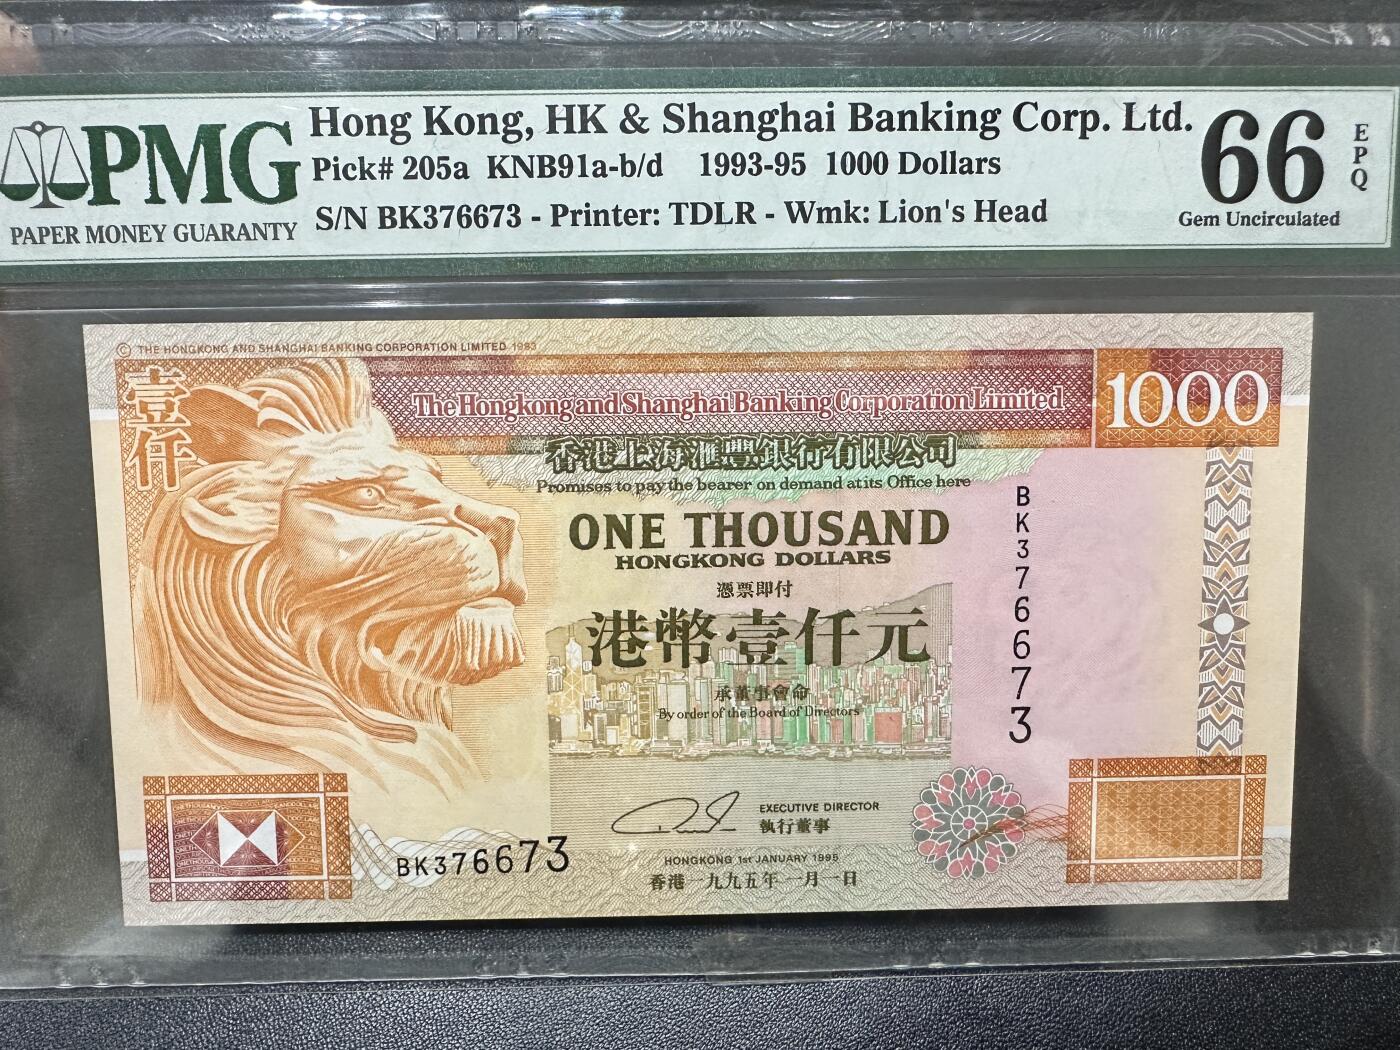 PMG
PAPER MONEY GUARANTY
Hong Kong, HK & Shanghai Banking Corp. Ltd.
Pick# 205a KNB91a-b/d 1993-95 1000 Dollars
S/N BK376673 - Printer: TDLR - Wmk: Lion's Head
66
EPQ
Gem Uncirculated
© THE HONGKONG AND SHANGHAI BANKING CORPORATION LIMITED 1993
壹仟
The Hongkong and Shanghai Banking Corporation Limited
1000
香港上海滙豐銀行有限公司
Promises to pay the bearer on demand at its Office here
ONE THOUSAND
HONGKONG DOLLARS
憑票即付
港幣壹仟元
承董事會命
By order of the Board of Directors
BK376673
EXECUTIVE DIRECTOR
執行董事
BK376673
HONGKONG 1st JANUARY 1995
香港一九九五年一月一日